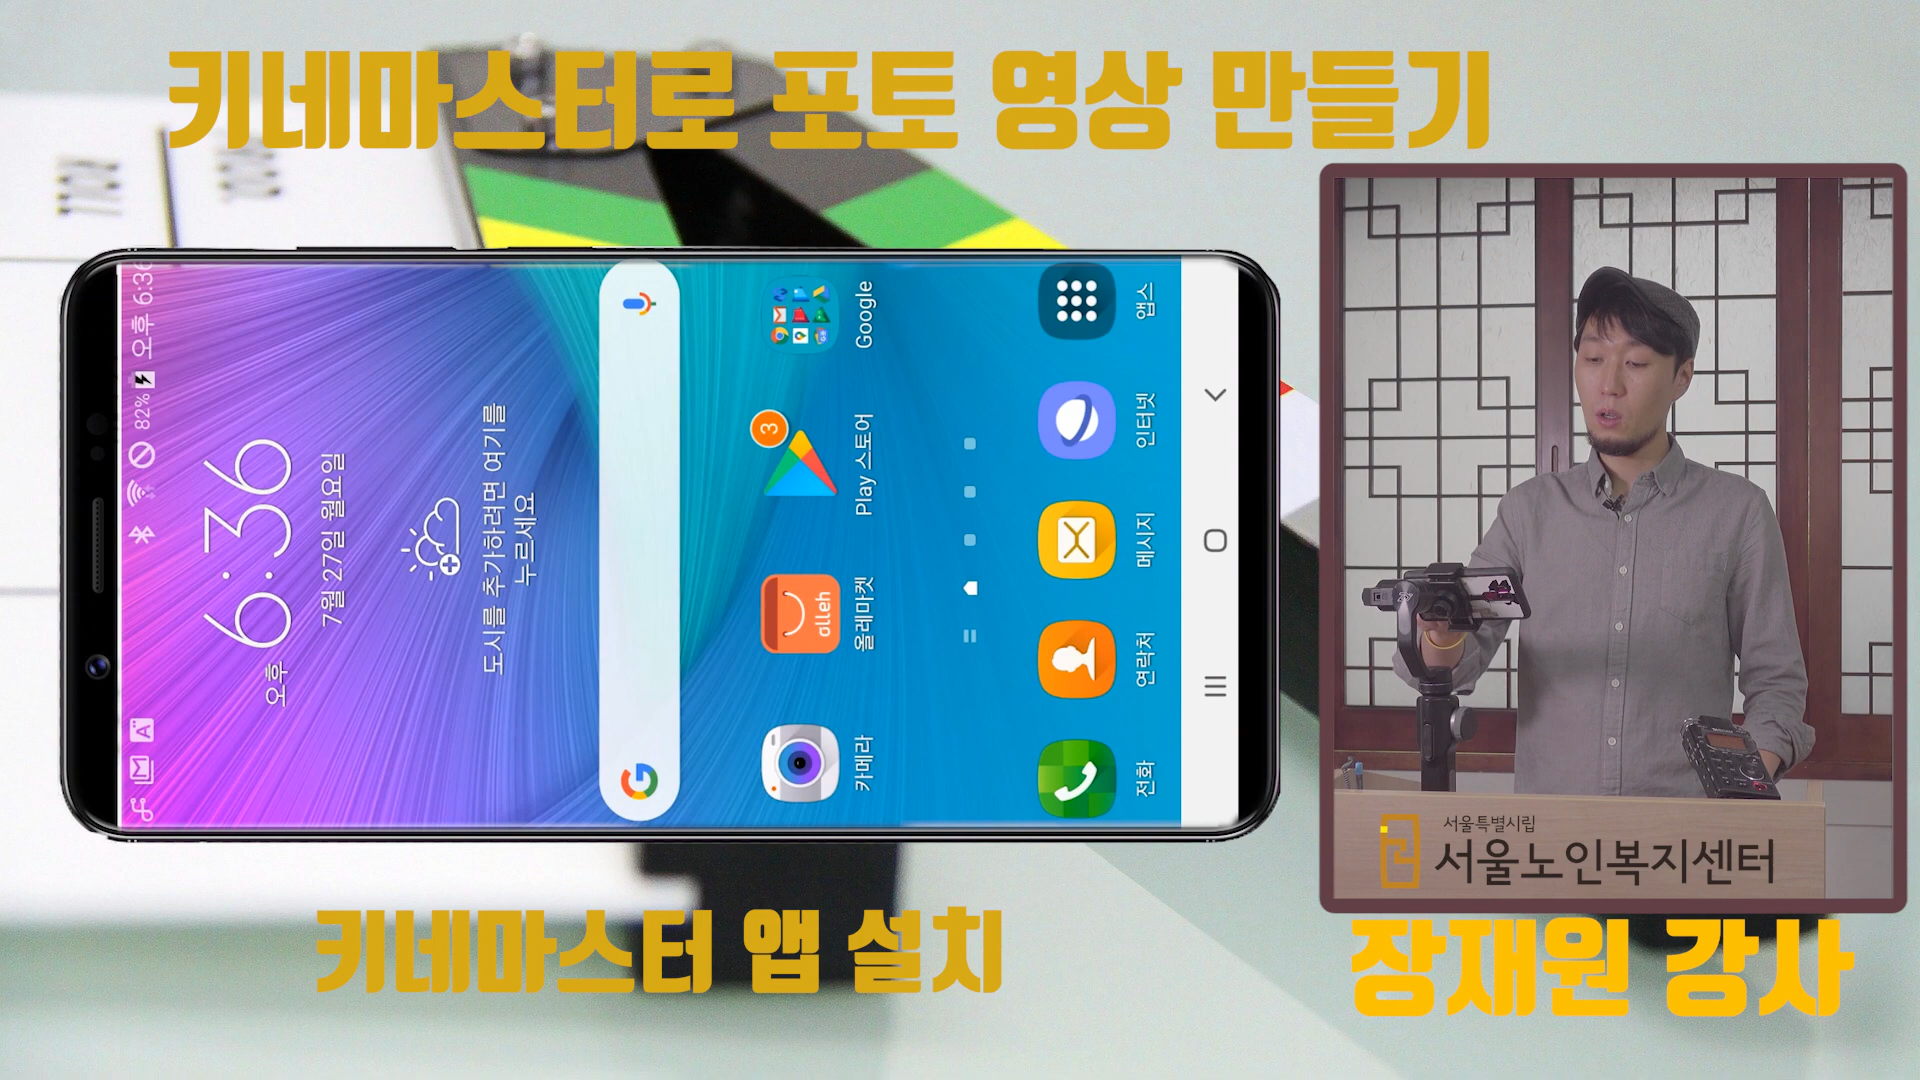 키네마스터로 포토 영상 만들기
오후 6:36
82%
오후 6:36
7월 27일 월요일
도시를 추가하려면 여기를
누르세요
카메라
올레마켓
olleh
Play 스토어
3
Google
전화
연락처
메시지
인터넷
앱스
서울특별시립
서울노인복지센터
키네마스터 앱 설치
장재원 강사